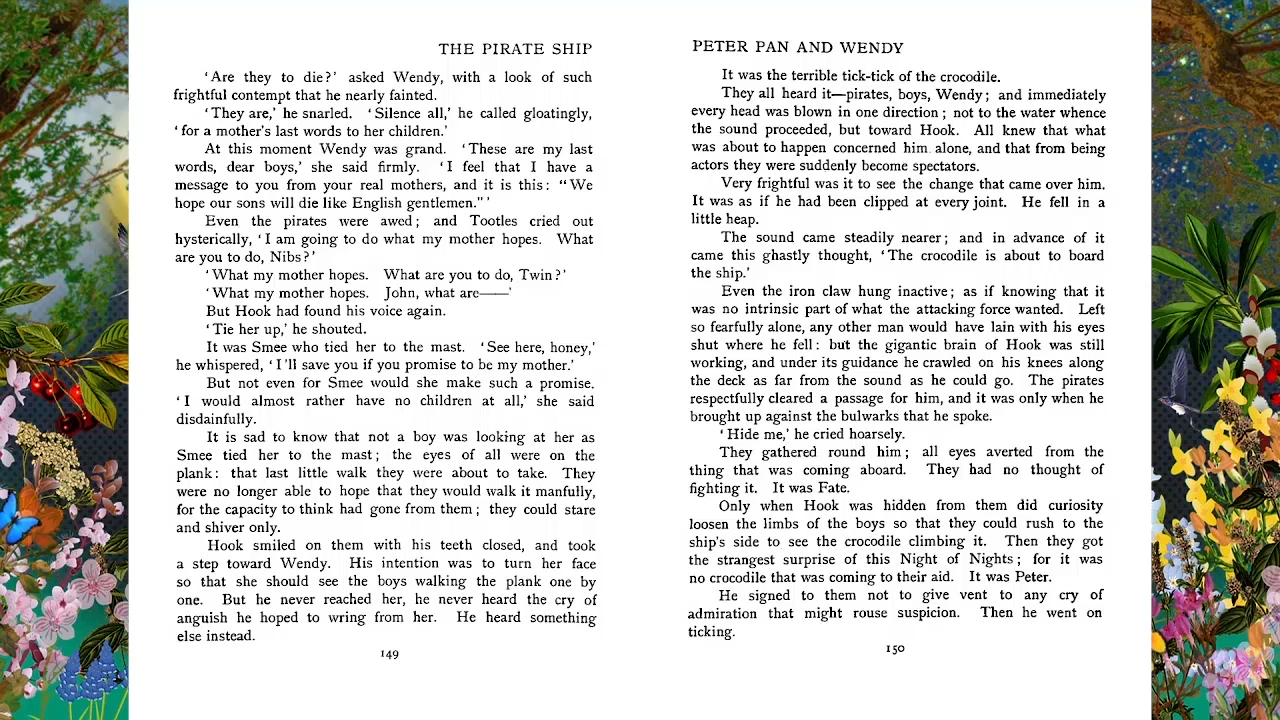 THE PIRATE SHIP
‘Are they to die?’ asked Wendy, with a look of such
frightful contempt that he nearly fainted.
‘They are,’ he snarled. ‘Silence all,’ he called gloatingly,
‘for a mother's last words to her children.’
At this moment Wendy was grand. ‘These are my last
words, dear boys,’ she said firmly. ‘I feel that I have a
message to you from your real mothers, and it is this: “We
hope our sons will die like English gentlemen.”’
Even the pirates were awed; and Tootles cried out
hysterically, ‘I am going to do what my mother hopes. What
are you to do, Nibs?’
‘What my mother hopes. What are you to do, Twin?’
‘What my mother hopes. John, what are——’
But Hook had found his voice again.
‘Tie her up,’ he shouted.
It was Smee who tied her to the mast. ‘See here, honey,’
he whispered, ‘I'll save you if you promise to be my mother.’
But not even for Smee would she make such a promise.
‘I would almost rather have no children at all,’ she said
disdainfully.
It is sad to know that not a boy was looking at her as
Smee tied her to the mast; the eyes of all were on the
plank: that last little walk they were about to take. They
were no longer able to hope that they would walk it manfully,
for the capacity to think had gone from them; they could stare
and shiver only.
Hook smiled on them with his teeth closed, and took
a step toward Wendy. His intention was to turn her face
so that she should see the boys walking the plank one by
one. But he never reached her, he never heard the cry of
anguish he hoped to wring from her. He heard something
else instead.
149
PETER PAN AND WENDY
It was the terrible tick-tick of the crocodile.
They all heard it—pirates, boys, Wendy; and immediately
every head was blown in one direction; not to the water whence
the sound proceeded, but toward Hook. All knew that what
was about to happen concerned him alone, and that from being
actors they were suddenly become spectators.
Very frightful was it to see the change that came over him.
It was as if he had been clipped at every joint. He fell in a
little heap.
The sound came steadily nearer; and in advance of it
came this ghastly thought, ‘The crocodile is about to board
the ship.’
Even the iron claw hung inactive; as if knowing that it
was no intrinsic part of what the attacking force wanted. Left
so fearfully alone, any other man would have lain with his eyes
shut where he fell: but the gigantic brain of Hook was still
working, and under its guidance he crawled on his knees along
the deck as far from the sound as he could go. The pirates
respectfully cleared a passage for him, and it was only when he
brought up against the bulwarks that he spoke.
‘Hide me,’ he cried hoarsely.
They gathered round him; all eyes averted from the
thing that was coming aboard. They had no thought of
fighting it. It was Fate.
Only when Hook was hidden from them did curiosity
loosen the limbs of the boys so that they could rush to the
ship's side to see the crocodile climbing it. Then they got
the strangest surprise of this Night of Nights; for it was
no crocodile that was coming to their aid. It was Peter.
He signed to them not to give vent to any cry of
admiration that might rouse suspicion. Then he went on
ticking.
150